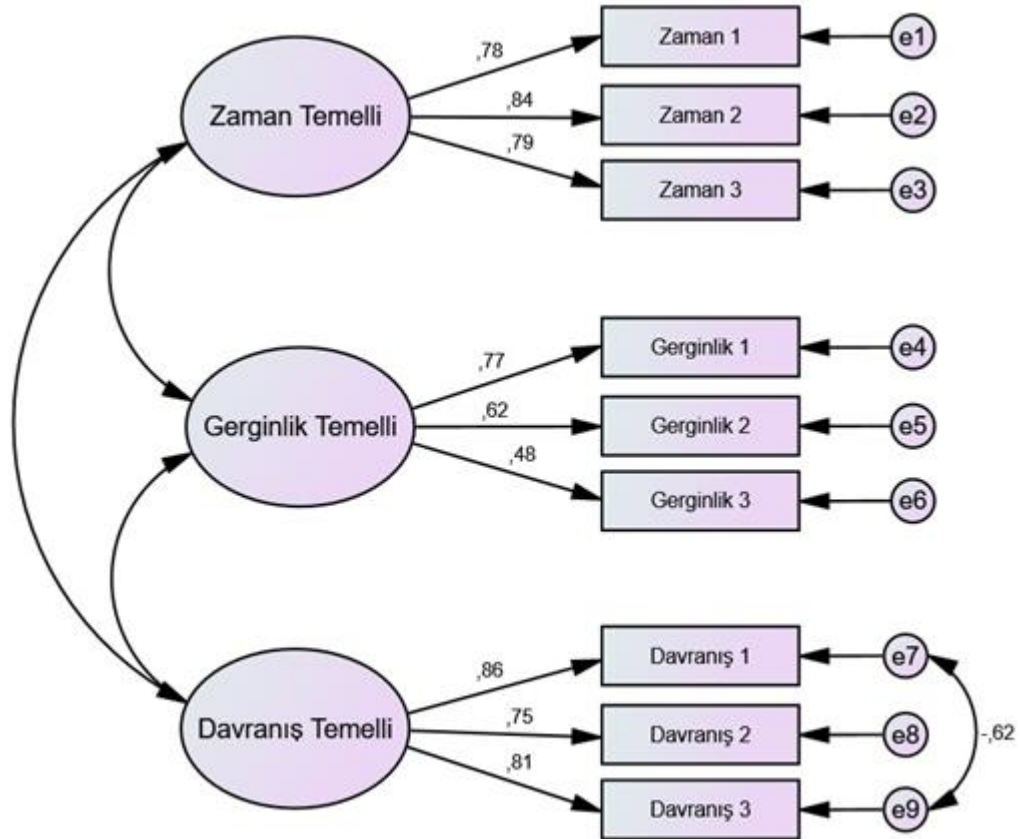 Zaman Temelli
,78
Zaman 1
e1
,84
Zaman 2
e2
,79
Zaman 3
e3
Gerginlik Temelli
,77
Gerginlik 1
e4
,62
Gerginlik 2
e5
,48
Gerginlik 3
e6
Davranış Temelli
,86
Davranış 1
e7
,75
Davranış 2
e8
,81
Davranış 3
e9
-,62